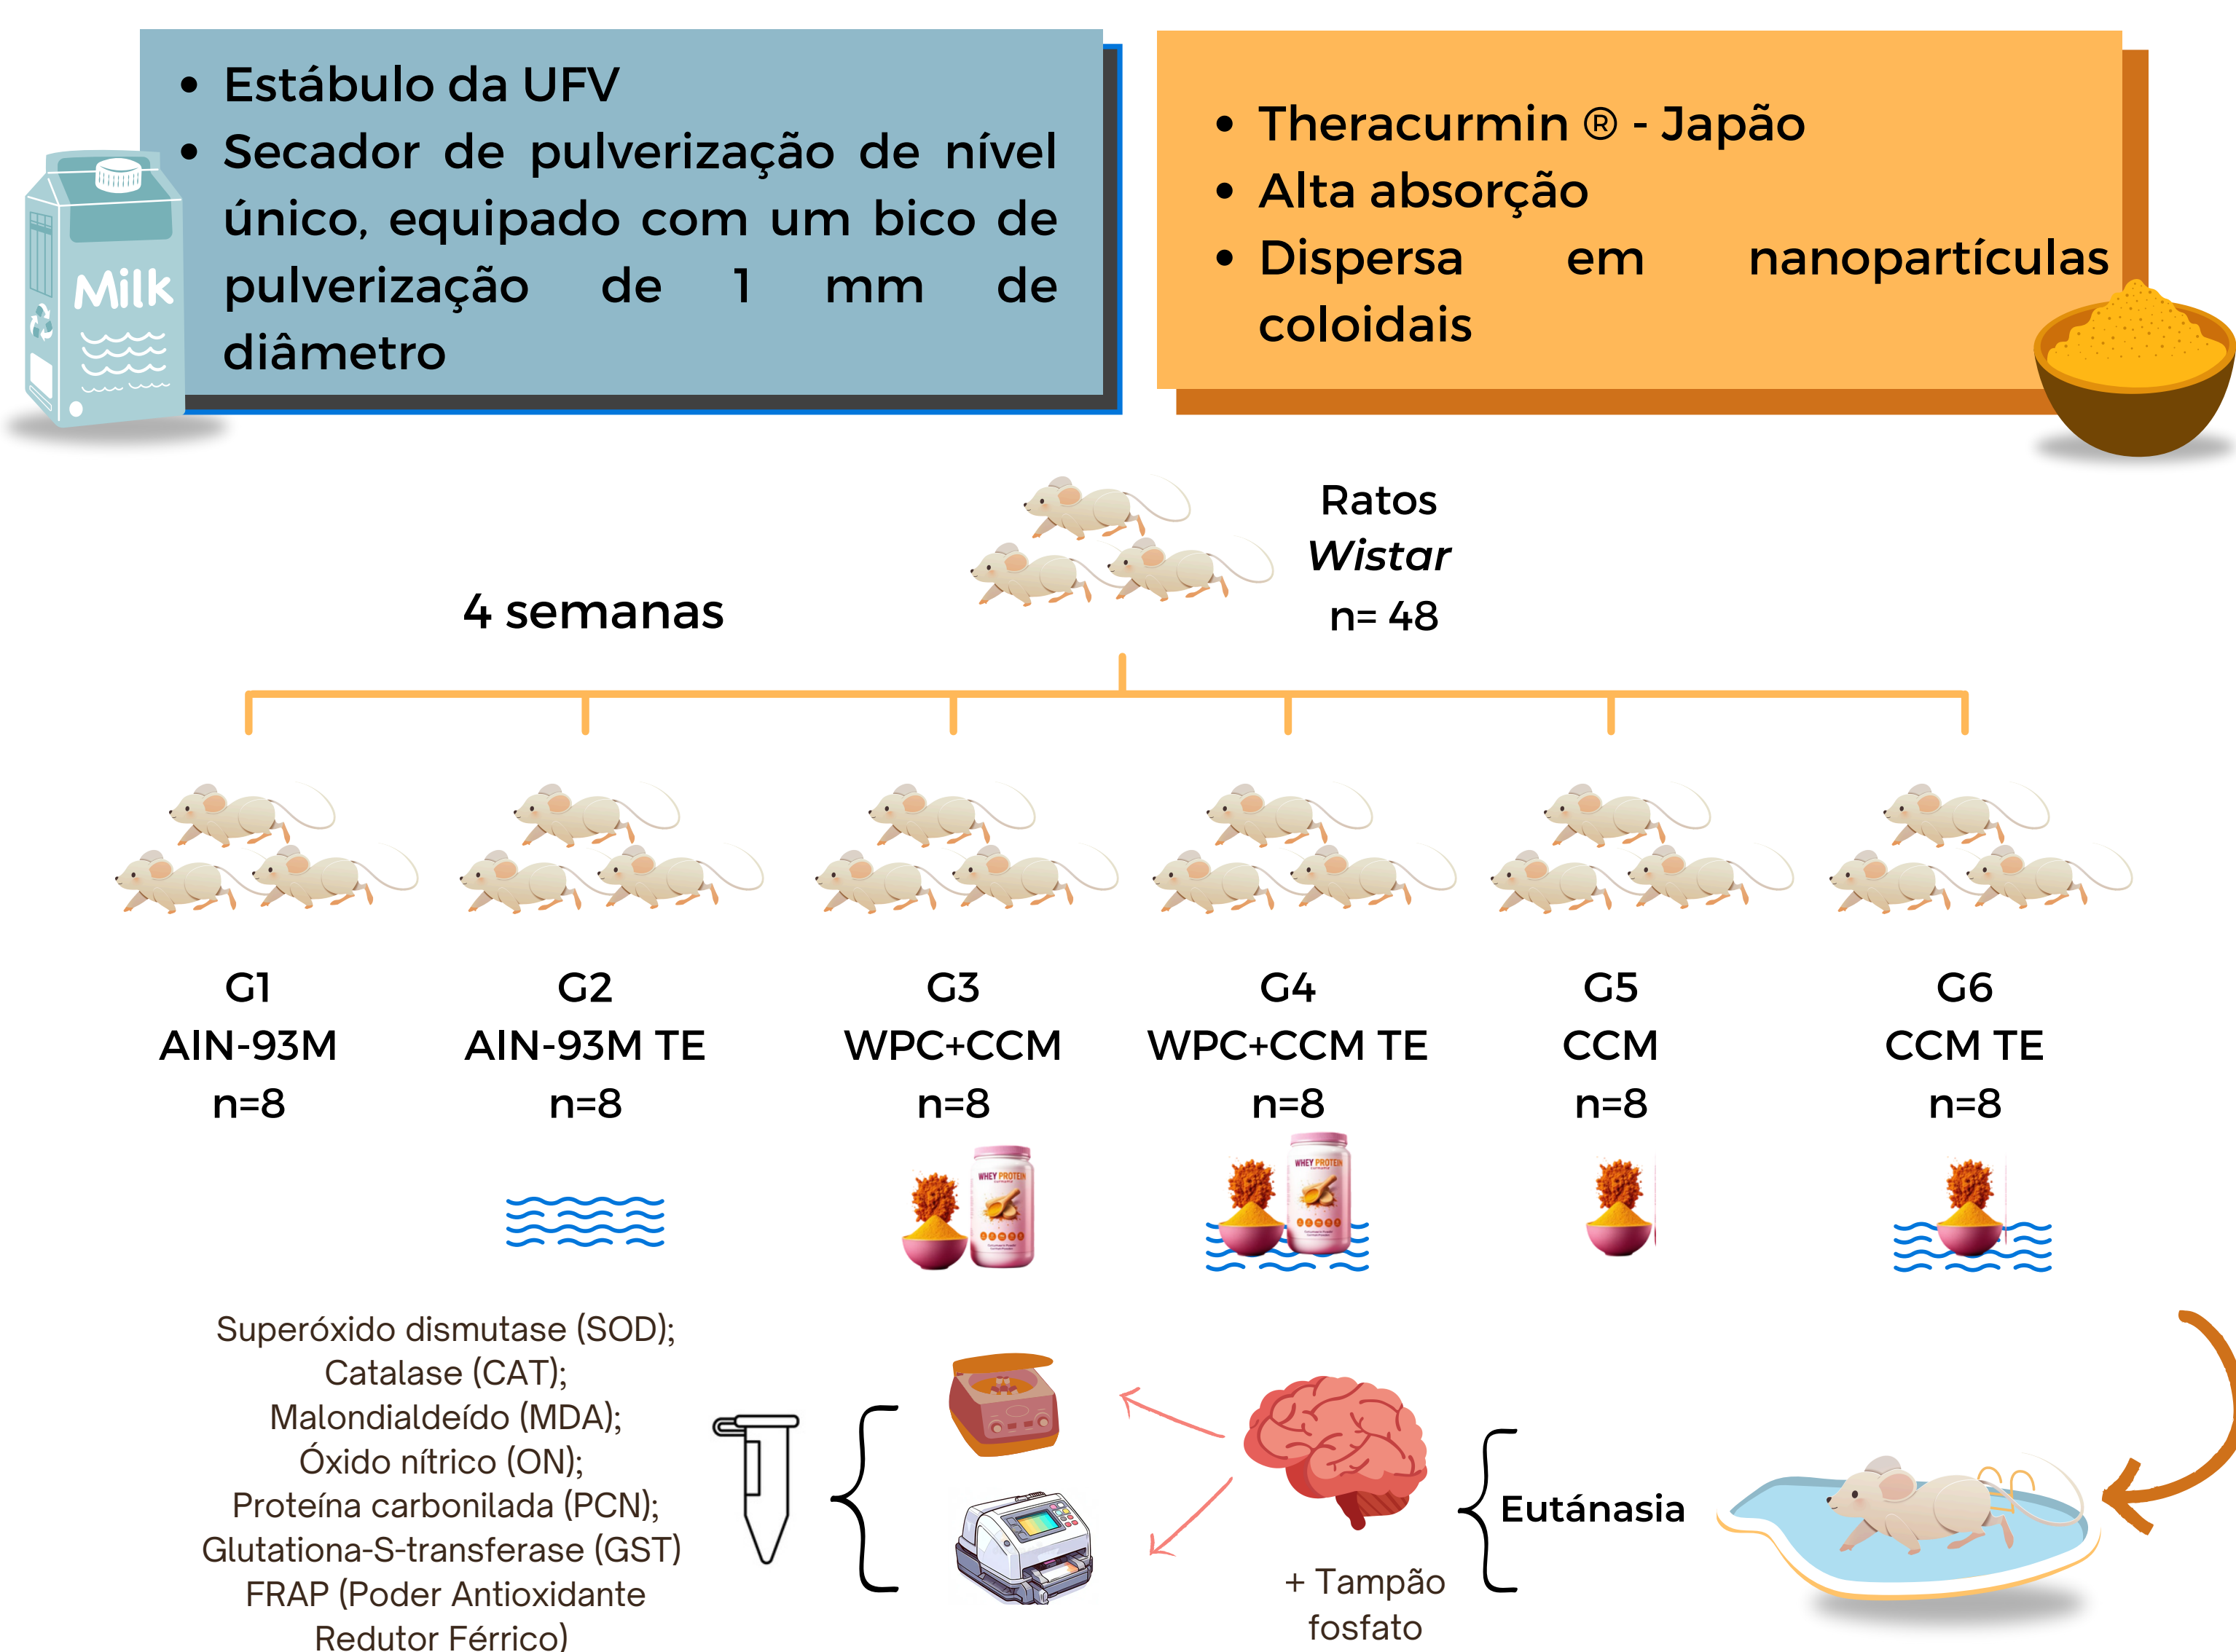 Estábulo da UFV
Secador de pulverização de nível
único, equipado com um bico de
pulverização de 1 mm de
diâmetro
Milk
Theracurmin ® - Japão
Alta absorção
Dispersa em nanopartículas
coloidais
Ratos
Wistar
n= 48
4 semanas
G1
AIN-93M
n=8
G2
AIN-93M TE
n=8
G3
WPC+CCM
n=8
G4
WPC+CCM TE
n=8
G5
CCM
n=8
G6
CCM TE
n=8
WHEY PROTEIN
WHEY PROTEIN
Superóxido dismutase (SOD);
Catalase (CAT);
Malondialdeído (MDA);
Óxido nítrico (ON);
Proteína carbonilada (PCN);
Glutationa-S-transferase (GST)
FRAP (Poder Antioxidante
Redutor Férrico)
+ Tampão
fosfato
Eutánasia